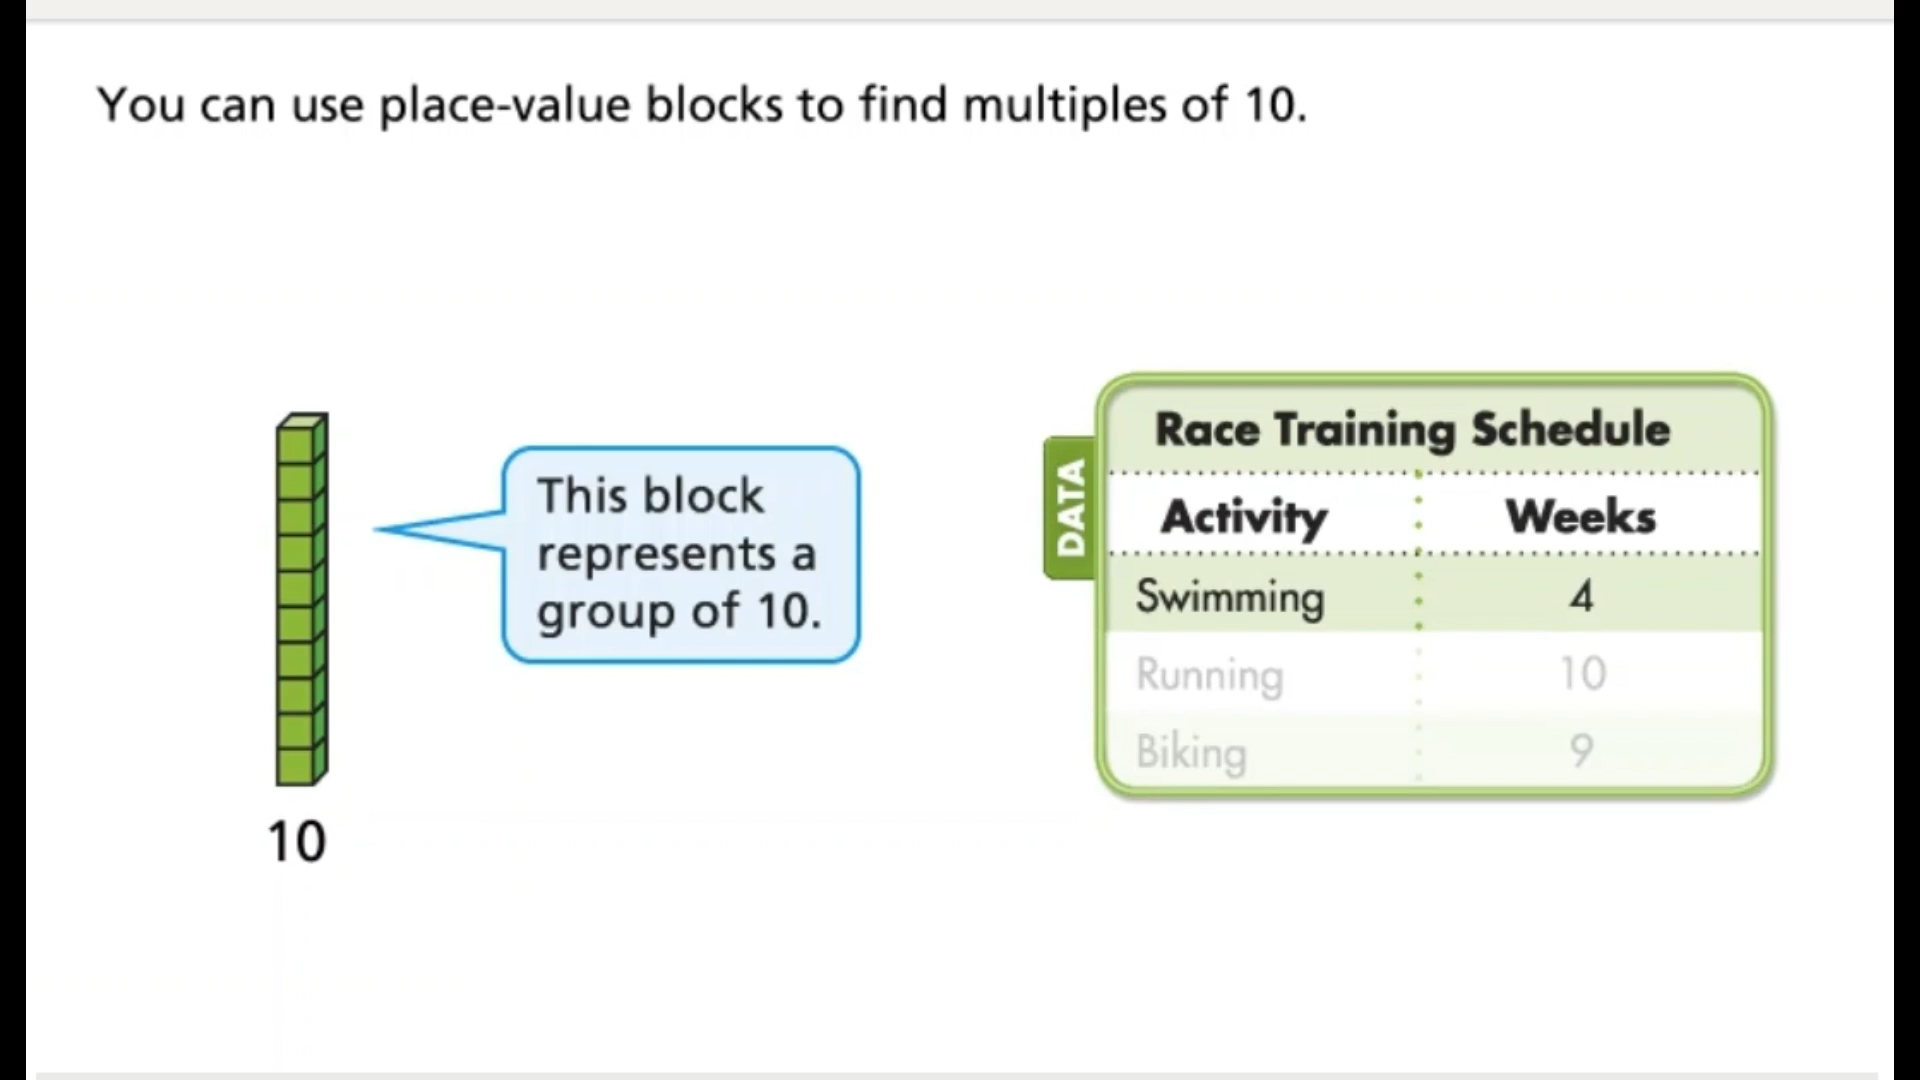 You can use place-value blocks to find multiples of 10.
This block
represents a
group of 10.
10
DATA
Race Training Schedule
Activity Weeks
Swimming 4
Running 10
Biking 9